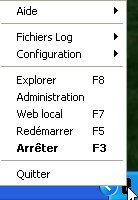 Aide
Fichiers Log
Configuration
Explorer F8
Administration
Web local F7
Redémarrer F5
Arrêter F3
Quitter